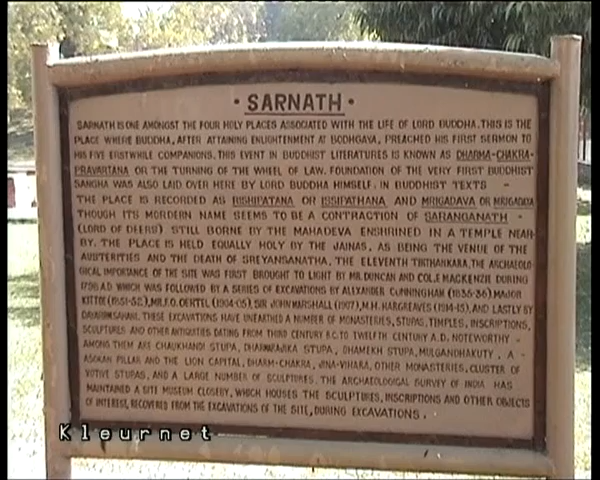 • SARNATH •
SARNATH IS ONE AMONGST THE FOUR HOLY PLACES ASSOCIATED WITH THE LIFE OF LORD BUDDHA. THIS IS THE
PLACE WHERE BUDDHA, AFTER ATTAINING ENLIGHTENMENT AT BODHGAYA, PREACHED HIS FIRST SERMON TO
HIS FIVE ERSTWHILE COMPANIONS. THIS EVENT IN BUDDHIST LITERATURES IS KNOWN AS DHARMA-CHAKRA-
PRAVARTANA OR THE TURNING OF THE WHEEL OF LAW. FOUNDATION OF THE VERY FIRST BUDDHIST
SANGHA WAS ALSO LAID OVER HERE BY LORD BUDDHA HIMSELF. IN BUDDHIST TEXTS -
THE PLACE IS RECORDED AS RISHIPATANA OR ISSIPATHANA AND MRIGADAVA OR MRIGADAYA
THOUGH ITS MORDERN NAME SEEMS TO BE A CONTRACTION OF SARANGANATH -
(LORD OF DEERS) STILL BORNE BY THE MAHADEVA ENSHRINED IN A TEMPLE NEAR-
BY. THE PLACE IS HELD EQUALLY HOLY BY THE JAINAS, AS BEING THE VENUE OF THE
AUSTERITIES AND THE DEATH OF SREYANSANATHA, THE ELEVENTH TIRTHANKARA. THE ARCHAEOLO-
GICAL IMPORTANCE OF THE SITE WAS FIRST BROUGHT TO LIGHT BY MR. DUNCAN AND COL. E MACKENZIE DURING
1798 A.D WHICH WAS FOLLOWED BY A SERIES OF EXCAVATIONS BY ALEXANDER CUNNINGHAM (1835-36) MAJOR
KITTOE (1851-52), MR. F.O. OERTEL (1904-05), SIR JOHN MARSHALL (1907), M.H. HARGREAVES (1914-15), AND LASTLY BY
SAHANI. THESE EXCAVATIONS HAVE UNEARTHED A NUMBER OF MONASTERIES, STUPAS, TEMPLES, INSCRIPTIONS,
SCULPTURES AND OTHER ANTIQUITIES DATING FROM THIRD CENTURY B.C. TO TWELFTH CENTURY A.D. NOTEWORTHY -
AMONG THEM ARE CHAUKHANDI STUPA, DHARMARAJIKA STUPA, DHAMEKH STUPA, MULGANDHAKUTY, A -
ASOKAN PILLAR AND THE LION CAPITAL, DHARM-CHAKRA, JINA-VIHARA, OTHER MONASTERIES, CLUSTER OF
VOTIVE STUPAS, AND A LARGE NUMBER OF SCULPTURES. THE ARCHAEOLOGICAL SURVEY OF INDIA HAS
MAINTAINED A SITE MUSEUM CLOSEBY, WHICH HOUSES THE SCULPTURES, INSCRIPTIONS AND OTHER OBJECTS
OF INTEREST, RECOVERED FROM THE EXCAVATIONS OF THE SITE, DURING EXCAVATIONS.
Kleurnet